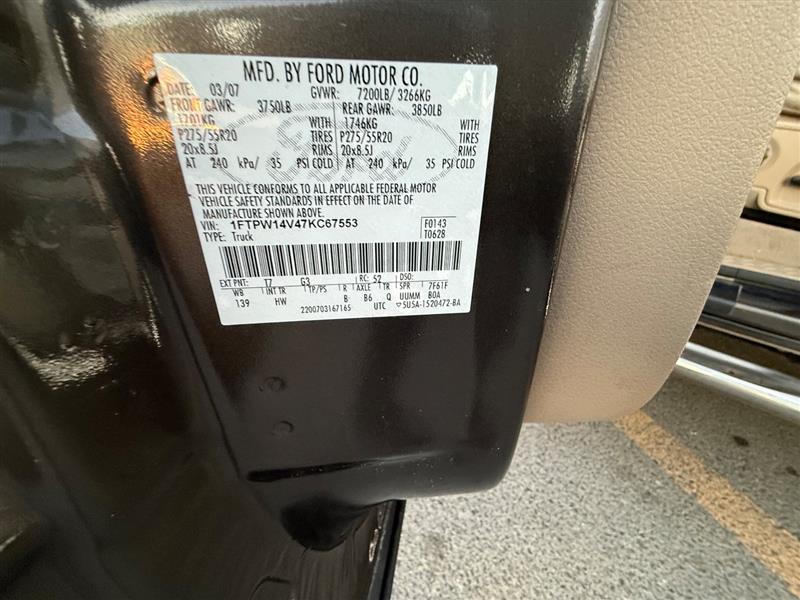 MFD. BY FORD MOTOR CO.
DATE: 03/07 GVWR: 7200LB/ 3266KG
FRONT GAWR: 3750LB REAR GAWR: 3850LB
1701KG WITH 1746KG WITH
P275/55R20 TIRES P275/55R20 TIRES
20x8.5J RIMS 20x8.5J RIMS
AT 240 kPa/ 35 PSI COLD AT 240 kPa/ 35 PSI COLD
THIS VEHICLE CONFORMS TO ALL APPLICABLE FEDERAL MOTOR
VEHICLE SAFETY STANDARDS IN EFFECT ON THE DATE OF
MANUFACTURE SHOWN ABOVE.
VIN: 1FTPW14V47KC67553 F0143
TYPE: Truck T0628
EXT PNT: T7 G3 RC: 52 DSO:
WB INT TR TP/PS R AXLE TR SPR 7F61F
139 HW B B6 Q UUMM BOA
2200703167165 UTC ▽5U5A-1520472-BA